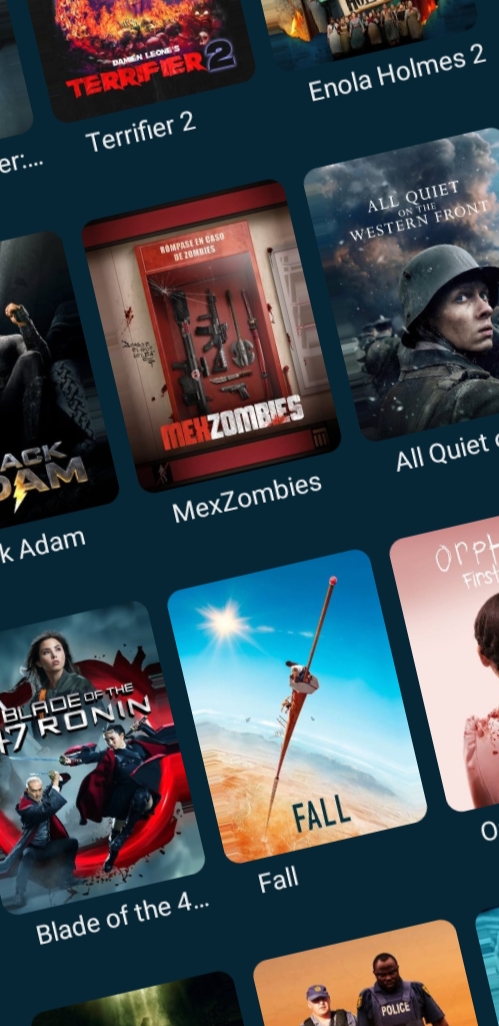 DAMIEN LEONE'S
TERRIFIER 2
Terrifier 2
Enola Holmes 2
er:...
RÓMPASE EN CASO
DE ZOMBIES
MEXZOMBIES
MexZombies
ALL QUIET
ON THE
WESTERN FRONT
All Quiet
ACK
DAM
k Adam
BLADE OF THE
47 RONIN
Blade of the 4...
FALL
Fall
ORPH
First
O
POLICE